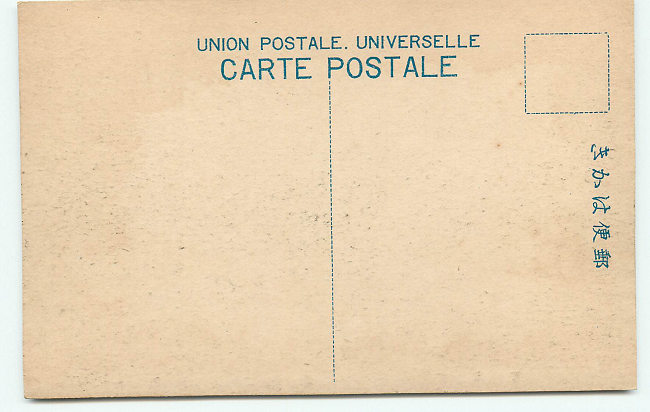 UNION POSTALE. UNIVERSELLE
CARTE POSTALE
郵便はかき